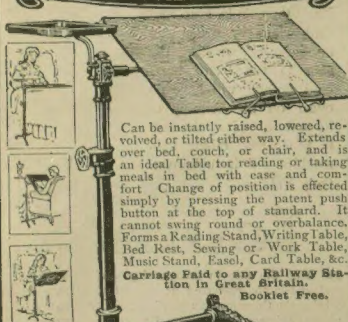 Can be instantly raised, lowered, re-
volved, or tilted either way. Extends
over bed, couch, or chair, and is
an ideal Table tor reading or taking
meals in bed with ease and com-
fort Change of position is effected
simply by pressing the patent push
button at the top of standard. It
cannot swing round or overbalance.
Forms a Reading Stand, Writing Table,
Bed Rest, Sewing or Work Table,
Music Stand, Easel, Card Table, &c.
Carriage Paid to any Railway Sta-
tion in Great Britain.
Booklet Free.